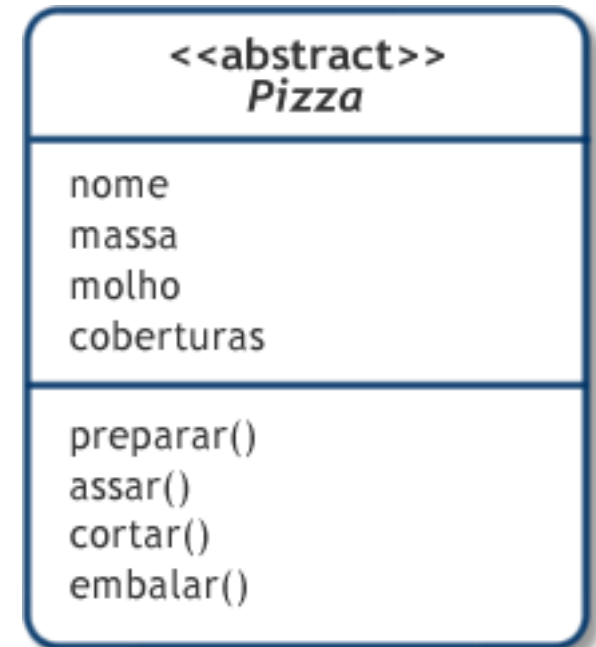 <<abstract>>
Pizza
nome
massa
molho
coberturas
preparar()
assar()
cortar()
embalar()